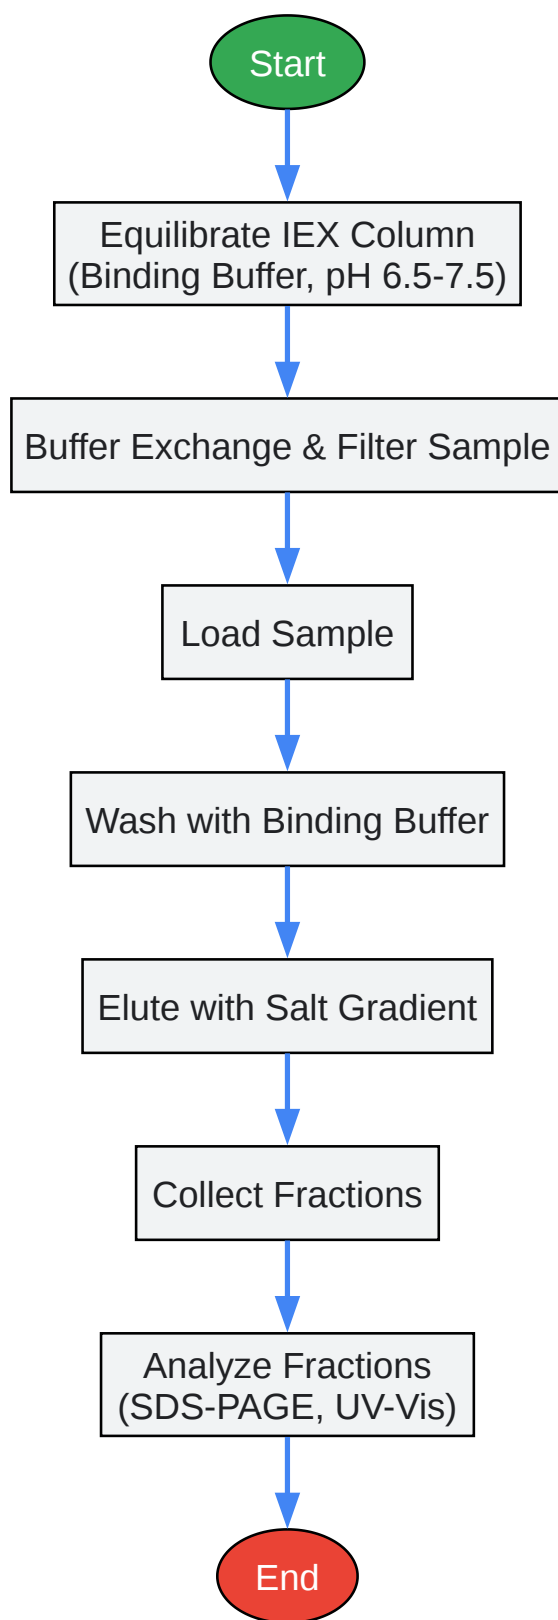 Start
Equilibrate IEX Column
(Binding Buffer, pH 6.5-7.5)
Buffer Exchange & Filter Sample
Load Sample
Wash with Binding Buffer
Elute with Salt Gradient
Collect Fractions
Analyze Fractions
(SDS-PAGE, UV-Vis)
End